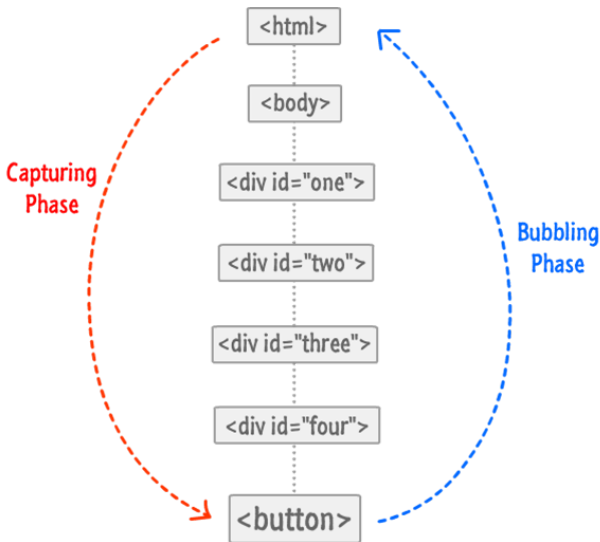 <html>
<body>
Capturing
Phase
<div id="one">
Bubbling
Phase
<div id="two">
<div id="three">
<div id="four">
<button>